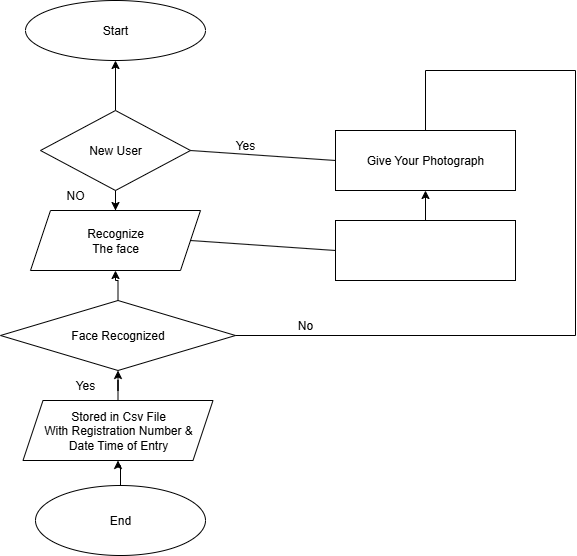 Start
New User
Yes
Give Your Photograph
NO
Recognize
The face
Face Recognized
No
Yes
Stored in Csv File
With Registration Number &
Date Time of Entry
End